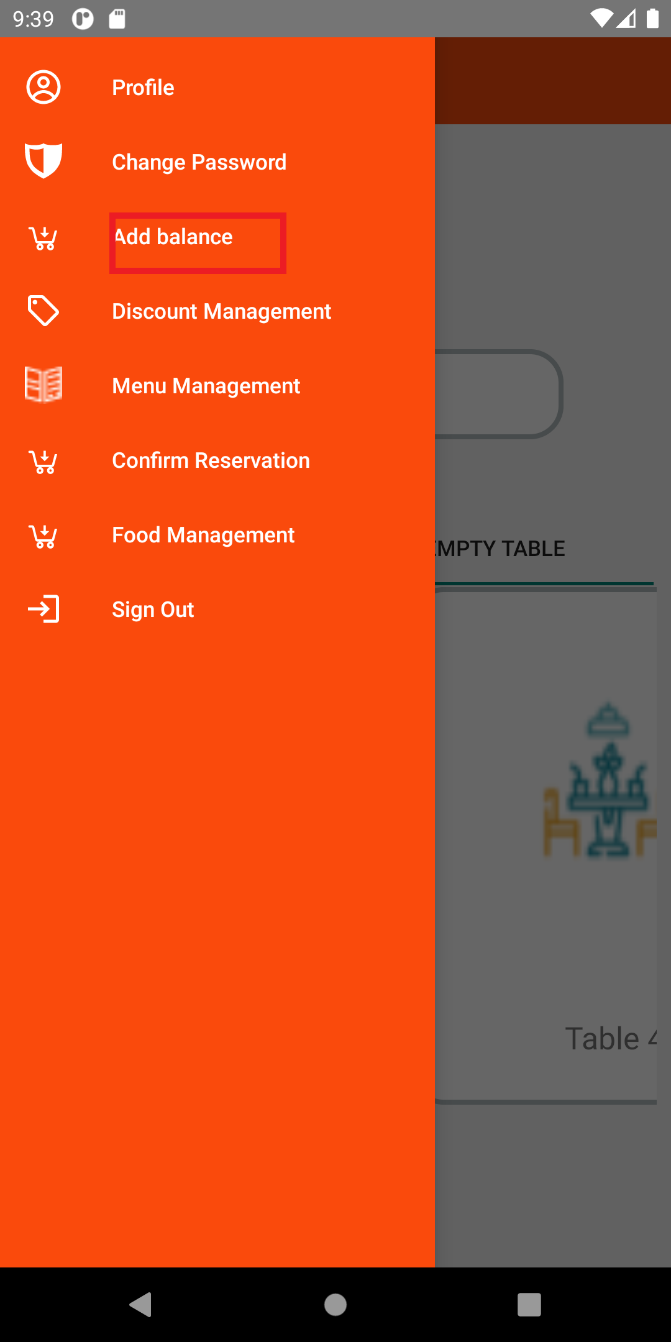 9:39
Profile
Change Password
Add balance
Discount Management
Menu Management
Confirm Reservation
Food Management
Sign Out
EMPTY TABLE
Table 4